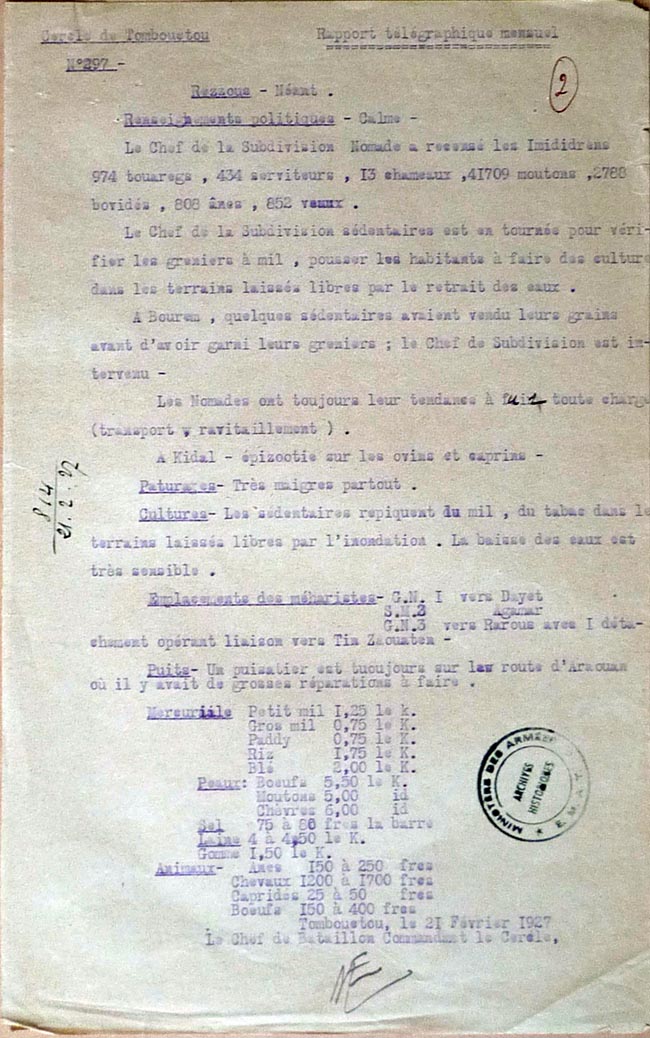 Cercle de Tombouctou Rapport télégraphique mensuel
N°297 -
2
Rezzous - Néant .
Renseignements politiques - Calme -
Le Chef de la Subdivision Nomade a recensé les Imididrens
974 touaregs , 434 serviteurs , I3 chameaux ,41709 moutons ,2788
bovidés , 808 ânes , 852 veaux .
Le Chef de la Subdivision sédentaires est en tournée pour véri-
fier les greniers à mil , pousser les habitants à faire des culture
dans les terrains laissés libres par le retrait des eaux .
A Bourem , quelques sédentaires avaient vendu leurs grains
avant d'avoir garni leurs greniers ; le Chef de Subdivision est in-
tervenu -
Les Nomades ont toujours leur tendance à fuir toute charge
(transport , ravitaillement ) .
A Kidal - épizootie sur les ovins et caprins -
814
21.2.27
Paturages- Très maigres partout .
Cultures- Les sédentaires repiquent du mil , du tabac dans le
terrains laissés libres par l'inondation . La baisse des eaux est
très sensible .
Emplacements des méharistes- G.N. I vers Dayet
S.M.2 Agamar
G.N.3 vers Rarous avec I déta-
chement opérant liaison vers Tin Zaouaten -
Puits- Un puisatier est tuoujours sur la route d'Araouan
où il y avait de grosses réparations à faire .
Mercuriale Petit mil I,25 le k.
Gros mil 0,75 le K.
Paddy 0,75 le K.
Riz I,75 le K.
Blé 2,00 le K.
Peaux: Boeufs 5,50 le K.
Moutons 5,00 id
Chèvres 6,00 id
Sel 75 à 80 frcs la barre
Laine 4 à 4,50 le K.
Gomme I,50 le K.
Animaux- Anes I50 à 250 frcs
Chevaux I200 à I700 frcs
Capridés 25 à 50 frcs
Boeufs I50 à 400 frcs
Tombouctou, le 2I Février I927
Le Chef de Bataillon Commandant le Cercle,
MINISTÈRE DES ARMÉES
ARCHIVES
HISTORIQUES
E.M.A.T.